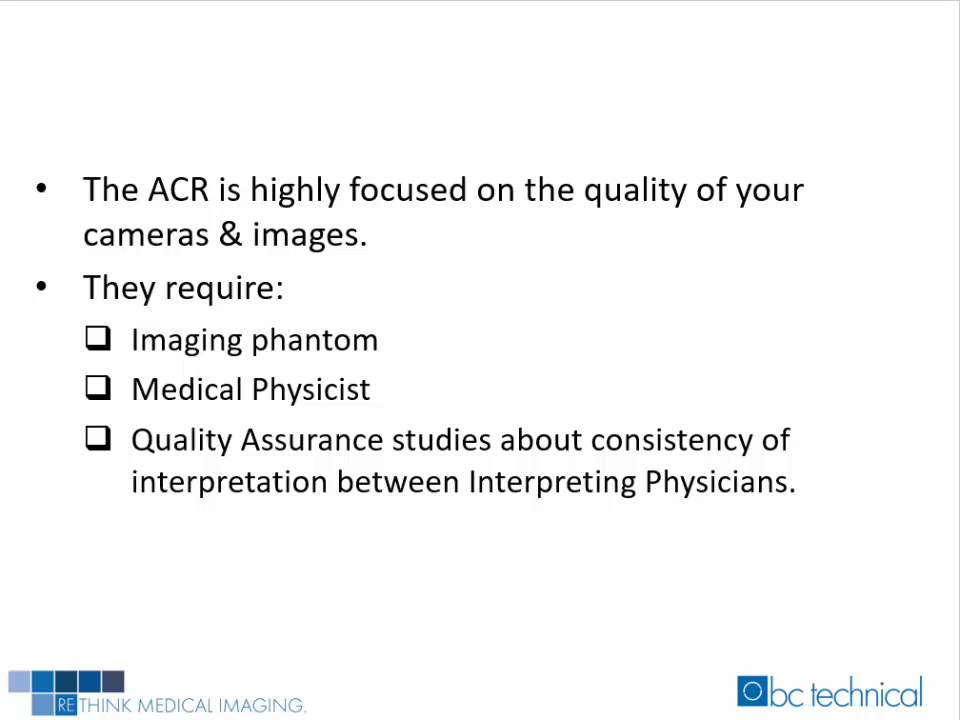 • The ACR is highly focused on the quality of your
cameras & images.
• They require:
❑ Imaging phantom
❑ Medical Physicist
❑ Quality Assurance studies about consistency of
interpretation between Interpreting Physicians.
RETHINK MEDICAL IMAGING.
bc technical